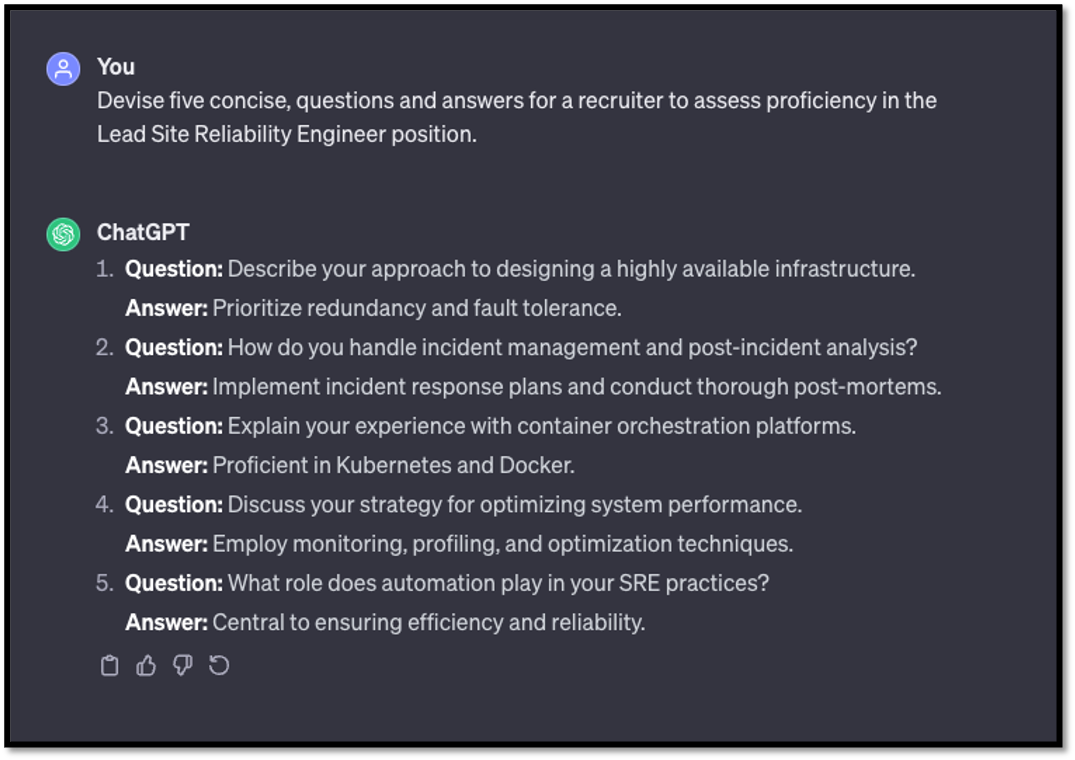 You
Devise five concise, questions and answers for a recruiter to assess proficiency in the
Lead Site Reliability Engineer position.
ChatGPT
1. Question: Describe your approach to designing a highly available infrastructure.
Answer: Prioritize redundancy and fault tolerance.
2. Question: How do you handle incident management and post-incident analysis?
Answer: Implement incident response plans and conduct thorough post-mortems.
3. Question: Explain your experience with container orchestration platforms.
Answer: Proficient in Kubernetes and Docker.
4. Question: Discuss your strategy for optimizing system performance.
Answer: Employ monitoring, profiling, and optimization techniques.
5. Question: What role does automation play in your SRE practices?
Answer: Central to ensuring efficiency and reliability.